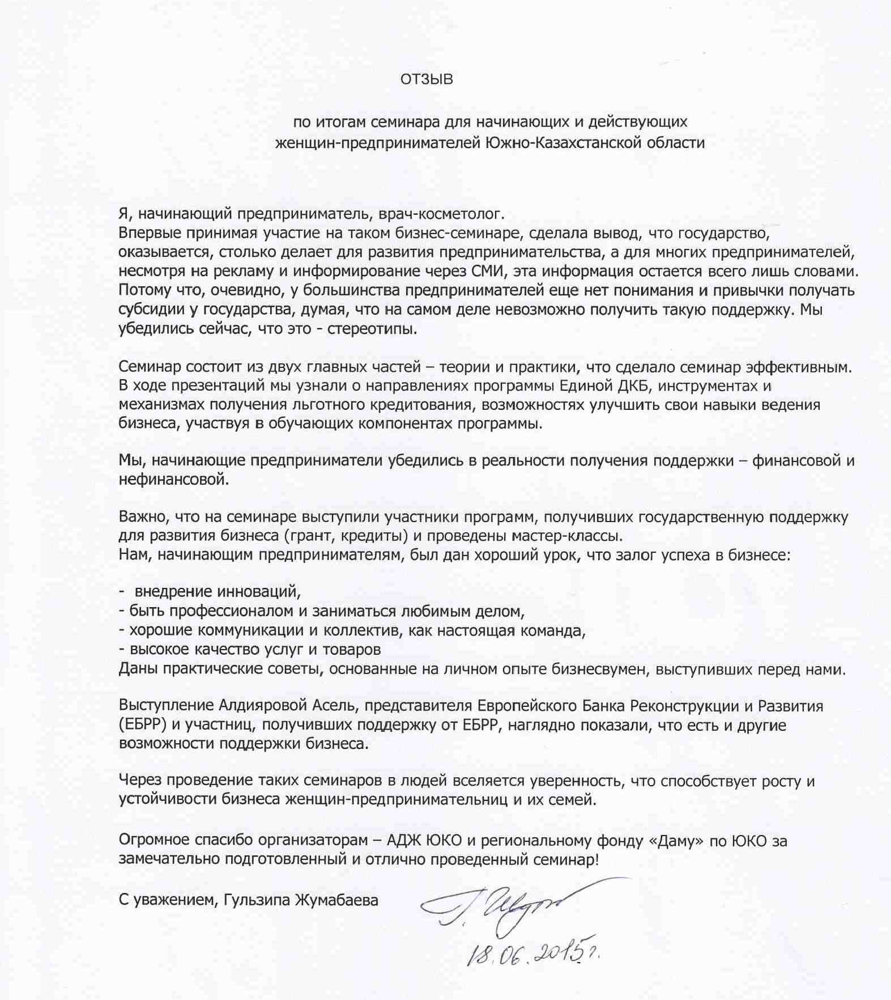 ОТЗЫВ
по итогам семинара для начинающих и действующих
женщин-предпринимателей Южно-Казахстанской области
Я, начинающий предприниматель, врач-косметолог.
Впервые принимая участие на таком бизнес-семинаре, сделала вывод, что государство,
оказывается, столько делает для развития предпринимательства, а для многих предпринимателей,
несмотря на рекламу и информирование через СМИ, эта информация остается всего лишь словами.
Потому что, очевидно, у большинства предпринимателей еще нет понимания и привычки получать
субсидии у государства, думая, что на самом деле невозможно получить такую поддержку. Мы
убедились сейчас, что это - стереотипы.
Семинар состоит из двух главных частей – теории и практики, что сделало семинар эффективным.
В ходе презентаций мы узнали о направлениях программы Единой ДКБ, инструментах и
механизмах получения льготного кредитования, возможностях улучшить свои навыки ведения
бизнеса, участвуя в обучающих компонентах программы.
Мы, начинающие предприниматели убедились в реальности получения поддержки – финансовой и
нефинансовой.
Важно, что на семинаре выступили участники программ, получивших государственную поддержку
для развития бизнеса (грант, кредиты) и проведены мастер-классы.
Нам, начинающим предпринимателям, был дан хороший урок, что залог успеха в бизнесе:
- внедрение инноваций,
- быть профессионалом и заниматься любимым делом,
- хорошие коммуникации и коллектив, как настоящая команда,
- высокое качество услуг и товаров
Даны практические советы, основанные на личном опыте бизнесвумен, выступивших перед нами.
Выступление Алдияровой Асель, представителя Европейского Банка Реконструкции и Развития
(ЕБРР) и участниц, получивших поддержку от ЕБРР, наглядно показали, что есть и другие
возможности поддержки бизнеса.
Через проведение таких семинаров в людей вселяется уверенность, что способствует росту и
устойчивости бизнеса женщин-предпринимательниц и их семей.
Огромное спасибо организаторам – АДЖ ЮКО и региональному фонду «Даму» по ЮКО за
замечательно подготовленный и отлично проведенный семинар!
С уважением, Гульзипа Жумабаева
18.06.2015г.